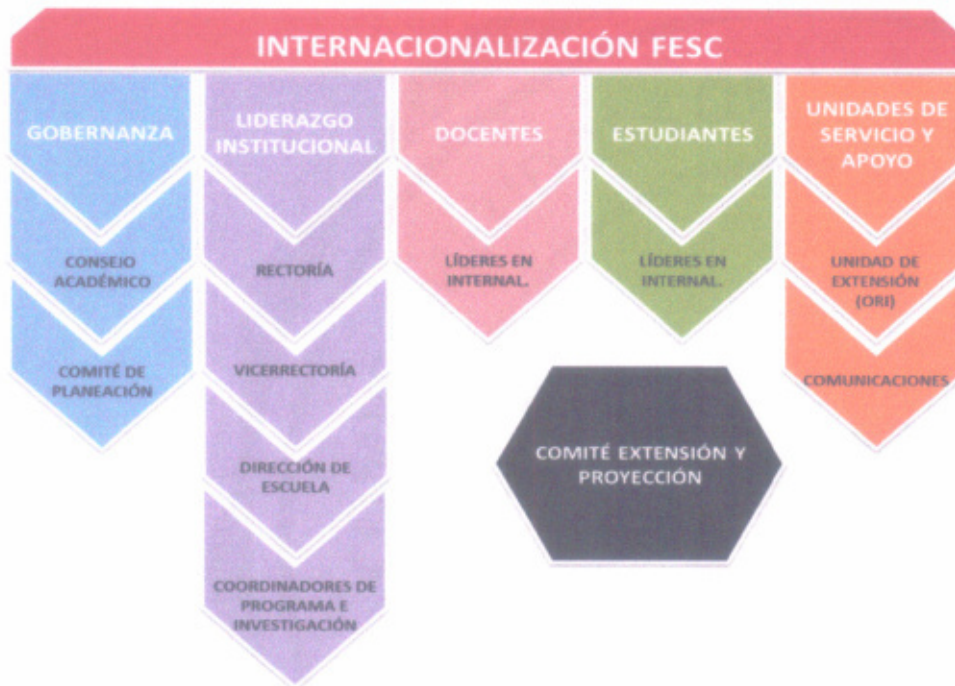 INTERNACIONALIZACIÓN FESC
GOBERNANZA
CONSEJO
ACADÉMICO
COMITÉ DE
PLANEACIÓN
LIDERAZGO
INSTITUCIONAL
RECTORÍA
VICERRECTORÍA
DIRECCIÓN DE
ESCUELA
COORDINADORES DE
PROGRAMA E
INVESTIGACIÓN
DOCENTES
LÍDERES EN
INTERNAL.
ESTUDIANTES
LÍDERES EN
INTERNAL.
UNIDADES DE
SERVICIO Y
APOYO
UNIDAD DE
EXTENSIÓN
(ORI)
COMUNICACIONES
COMITÉ EXTENSIÓN Y
PROYECCIÓN